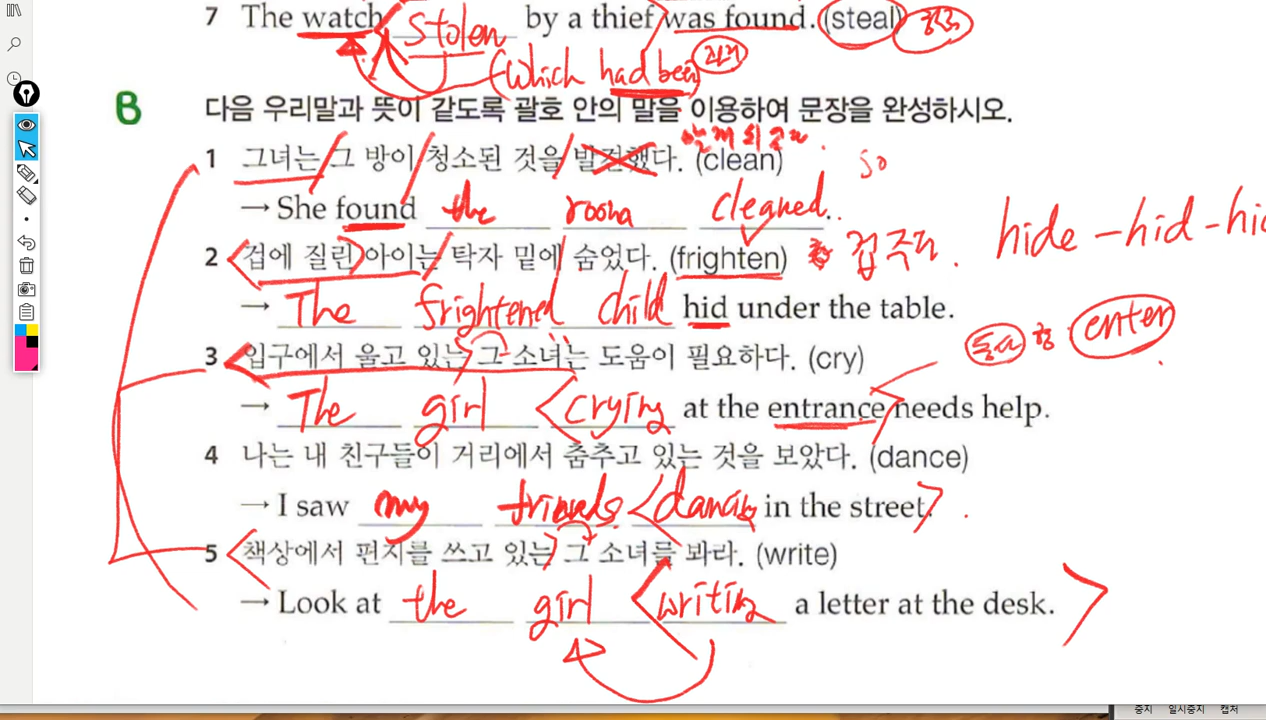 7 The watch stolen by a thief was found. (steal)
(which had been
B 다음 우리말과 뜻이 같도록 괄호 안의 말을 이용하여 문장을 완성하시오.
1 그녀는 그 방이 청소된 것을 발견했다. (clean) so
→ She found the room cleaned.
2 겁에 질린 아이는 탁자 밑에 숨었다. (frighten) 겁주다. hide - hid - hid
→ The frightened child hid under the table.
3 입구에서 울고 있는 그 소녀는 도움이 필요하다. (cry) 동사형 enter
→ The girl crying at the entrance needs help.
4 나는 내 친구들이 거리에서 춤추고 있는 것을 보았다. (dance)
→ I saw my friends dancing in the street.
5 책상에서 편지를 쓰고 있는 그 소녀를 봐라. (write)
→ Look at the girl writing a letter at the desk.
중지 일시중지 캡처